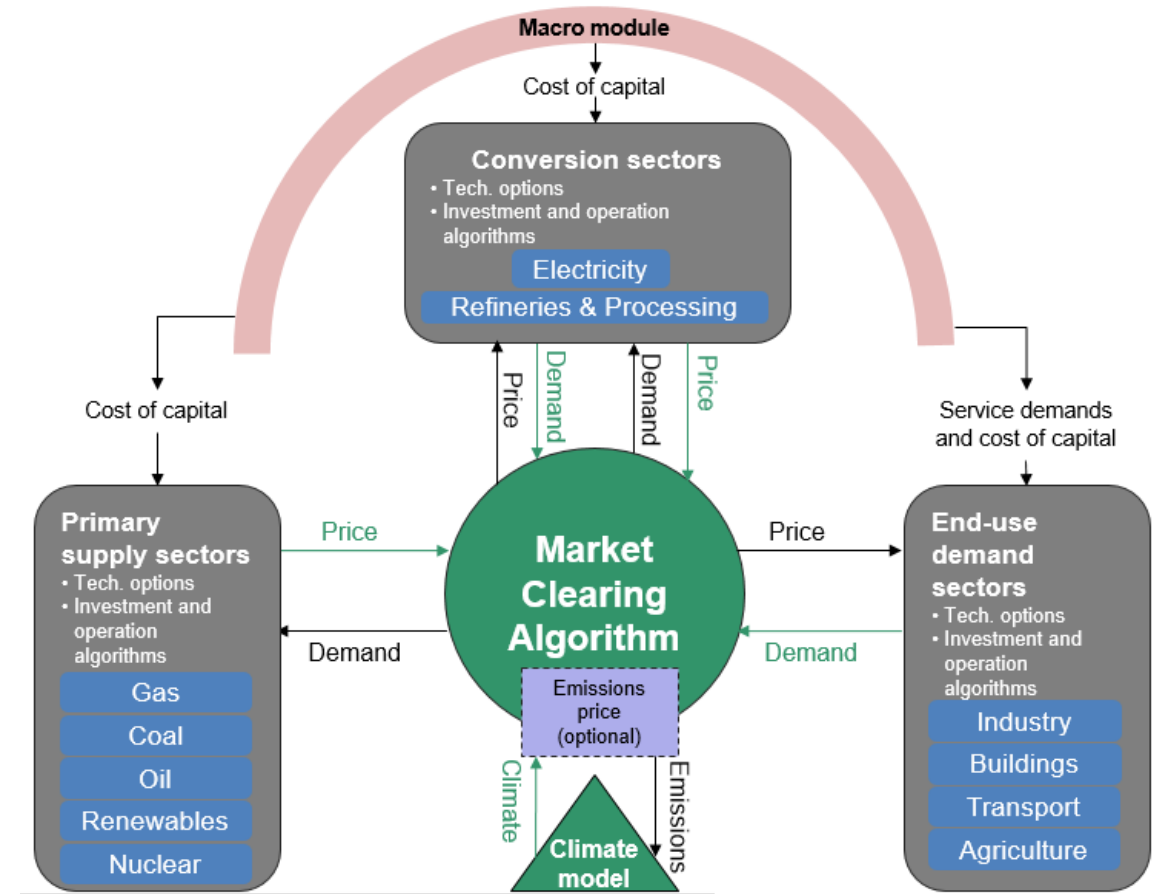 Macro module
Cost of capital
Conversion sectors
• Tech. options
• Investment and operation
algorithms
Electricity
Refineries & Processing
Price
Demand
Demand
Price
Cost of capital
Service demands
and cost of capital
Primary
supply sectors
• Tech. options
• Investment and
operation
algorithms
Gas
Coal
Oil
Renewables
Nuclear
Price
Demand
Market
Clearing
Algorithm
Emissions
price
(optional)
Climate
Emissions
Climate
model
Price
Demand
End-use
demand
sectors
• Tech. options
• Investment and
operation
algorithms
Industry
Buildings
Transport
Agriculture